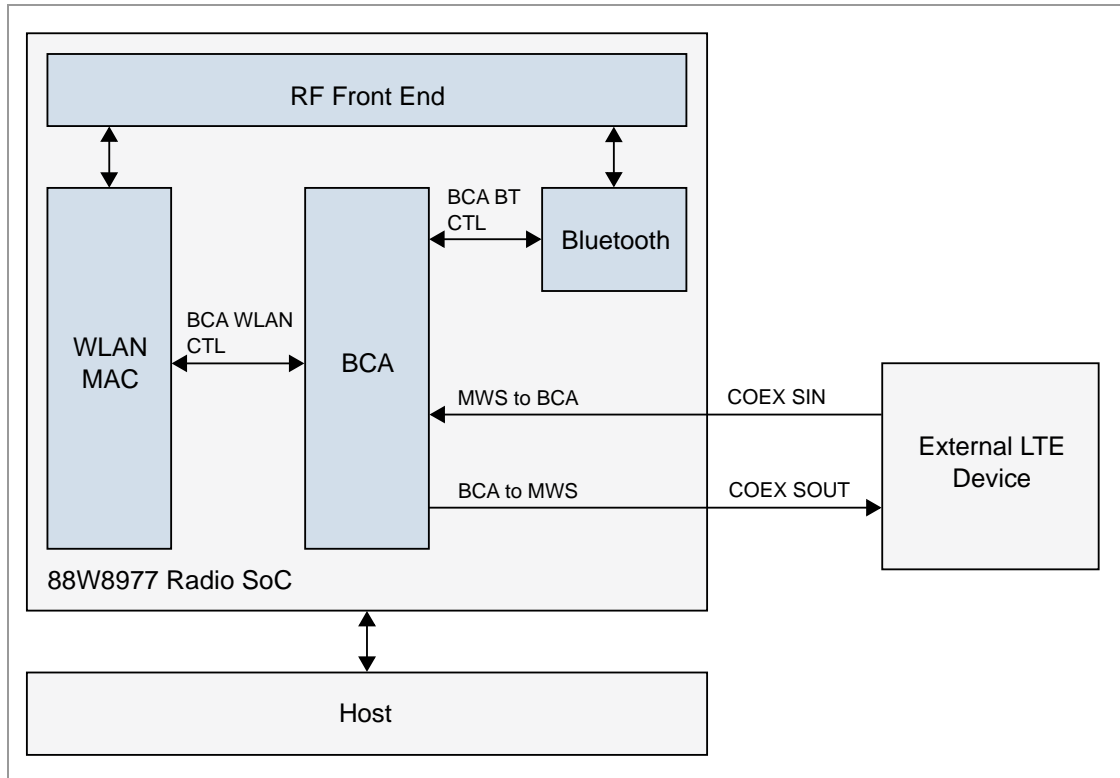 RF Front End
BCA BT
CTL
Bluetooth
BCA WLAN
CTL
WLAN
MAC
BCA
MWS to BCA
COEX SIN
External LTE
Device
BCA to MWS
COEX SOUT
88W8977 Radio SoC
Host